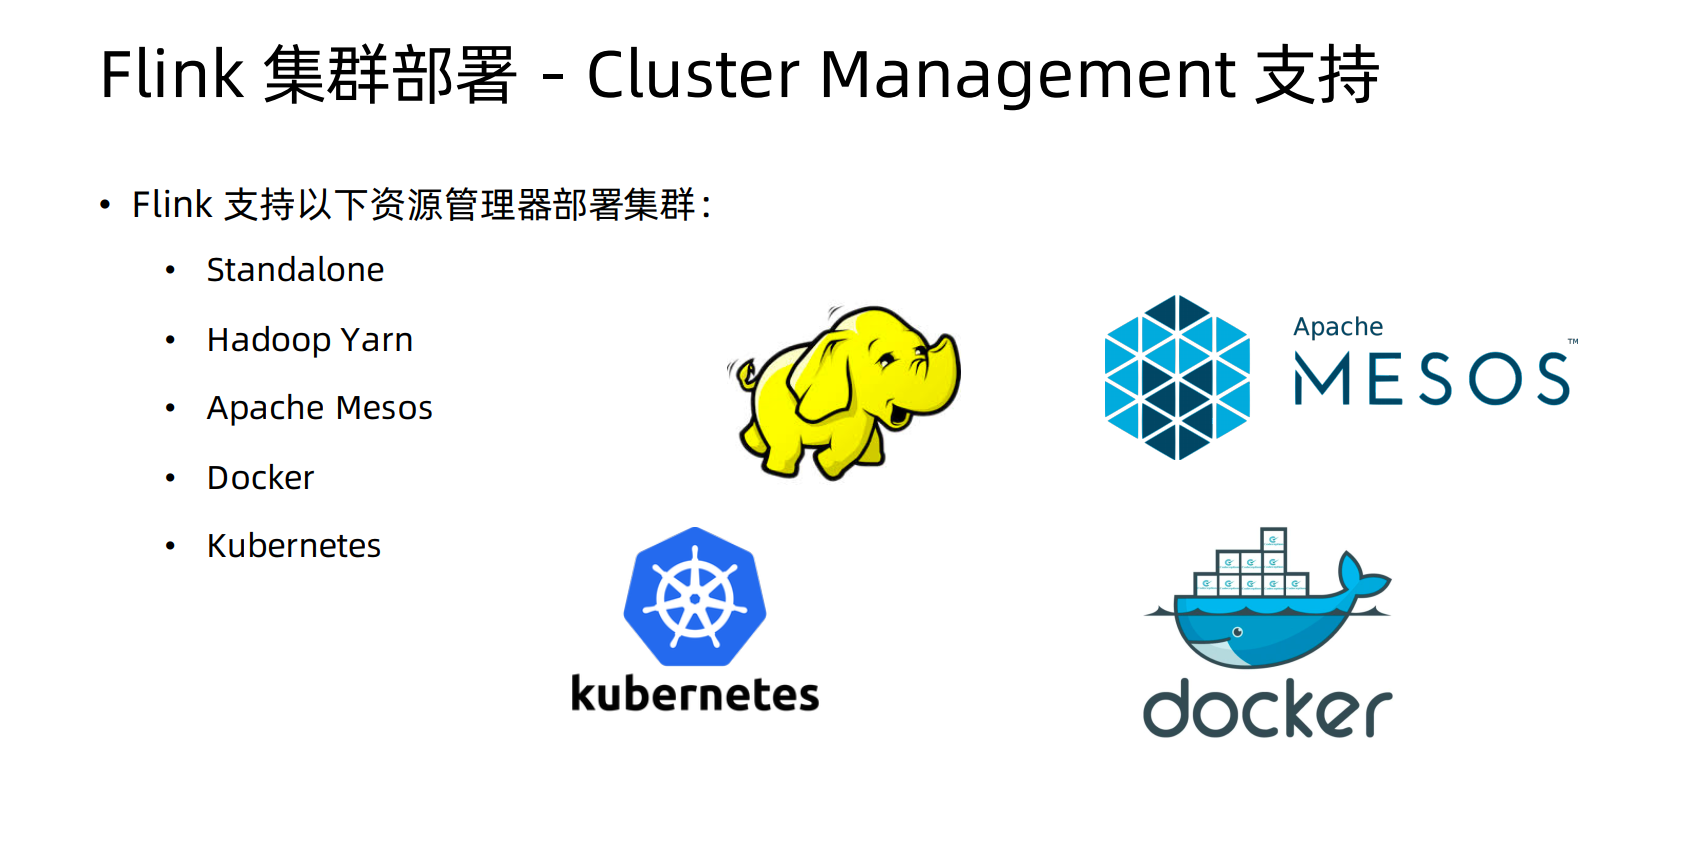 Flink 集群部署 - Cluster Management 支持
• Flink 支持以下资源管理器部署集群：
• Standalone
• Hadoop Yarn
• Apache Mesos
• Docker
• Kubernetes
Apache
MESOS™
kubernetes
docker